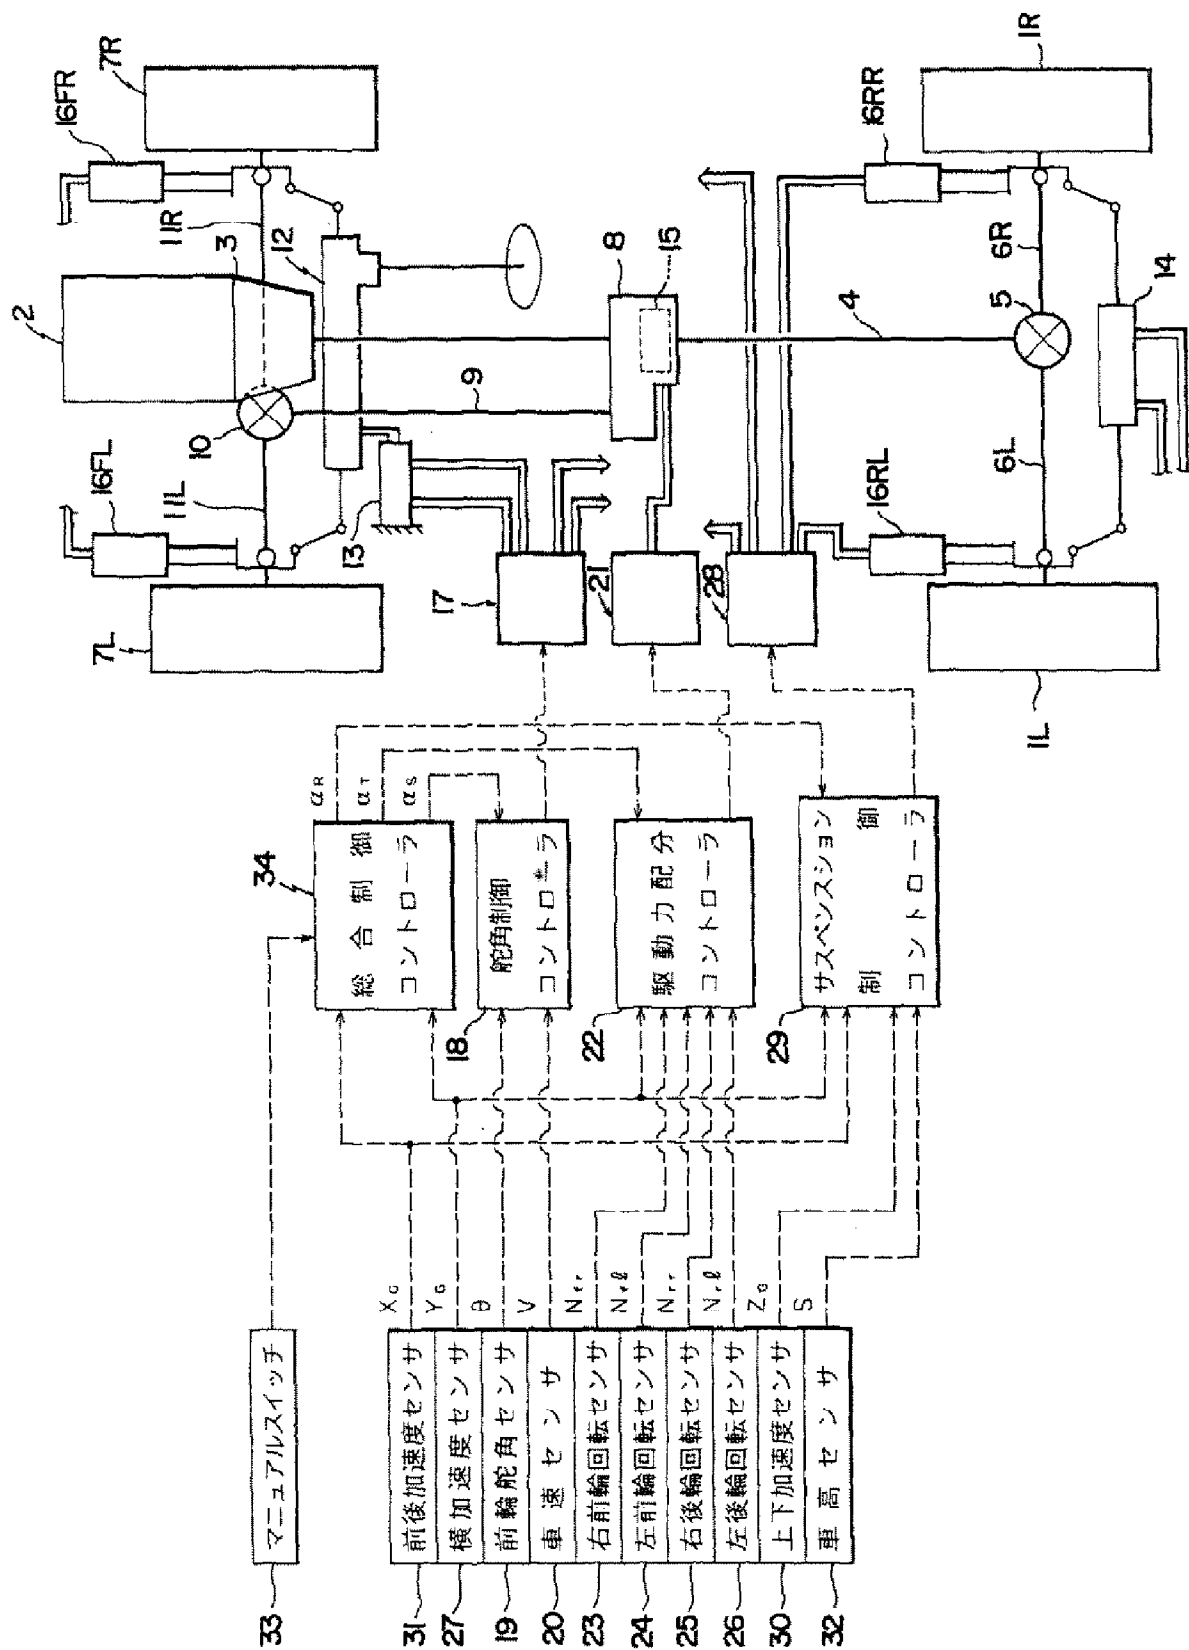 マニュアルスイッチ
33
前後加速度センサ
横加速度センサ
前輪舵角センサ
車速センサ
右前輪回転センサ
左前輪回転センサ
右後輪回転センサ
左後輪回転センサ
上下加速度センサ
車高センサ
31
27
19
20
23
24
25
26
30
32
XG
YG
θ
V
Nfr
Nfl
Nrr
Nrl
ZG
S
総合制御
コントローラ
34
舵角制御
コントローラ
18
駆動力配分
コントローラ
22
サスペンション
制御
コントローラ
29
αR
αT
αS
17
21
28
7L
16FL
11L
10
13
9
2
3
12
11R
16FR
7R
8
15
4
16RL
6L
1L
5
6R
14
16RR
1R